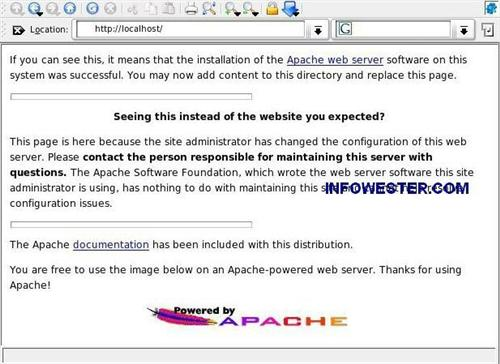 Location: http://localhost/
If you can see this, it means that the installation of the Apache web server software on this
system was successful. You may now add content to this directory and replace this page.
Seeing this instead of the website you expected?
This page is here because the site administrator has changed the configuration of this web
server. Please contact the person responsible for maintaining this server with
questions. The Apache Software Foundation, which wrote the web server software this site
administrator is using, has nothing to do with maintaining this
INFOWESTER.COM
configuration issues.
The Apache documentation has been included with this distribution.
You are free to use the image below on an Apache-powered web server. Thanks for using
Apache!
Powered by
APACHE